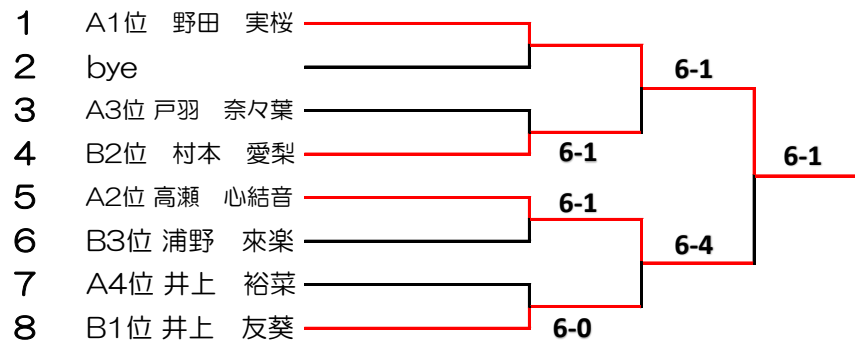 1 A1位 野田 実桜
2 bye
6-1
3 A3位 戸羽 奈々葉
4 B2位 村本 愛梨
6-1
6-1
5 A2位 高瀬 心結音
6-1
6 B3位 浦野 來楽
6-4
7 A4位 井上 裕菜
8 B1位 井上 友葵
6-0